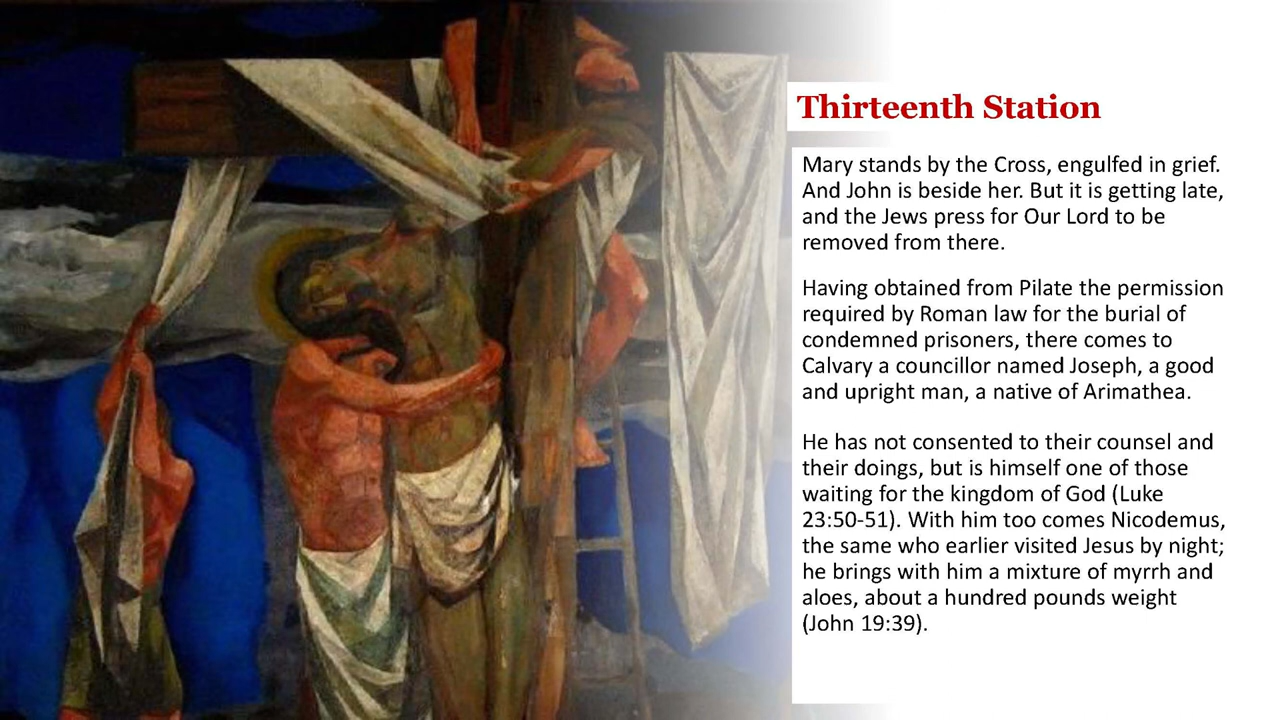 Thirteenth Station
Mary stands by the Cross, engulfed in grief.
And John is beside her. But it is getting late,
and the Jews press for Our Lord to be
removed from there.
Having obtained from Pilate the permission
required by Roman law for the burial of
condemned prisoners, there comes to
Calvary a councillor named Joseph, a good
and upright man, a native of Arimathea.
He has not consented to their counsel and
their doings, but is himself one of those
waiting for the kingdom of God (Luke
23:50-51). With him too comes Nicodemus,
the same who earlier visited Jesus by night;
he brings with him a mixture of myrrh and
aloes, about a hundred pounds weight
(John 19:39).